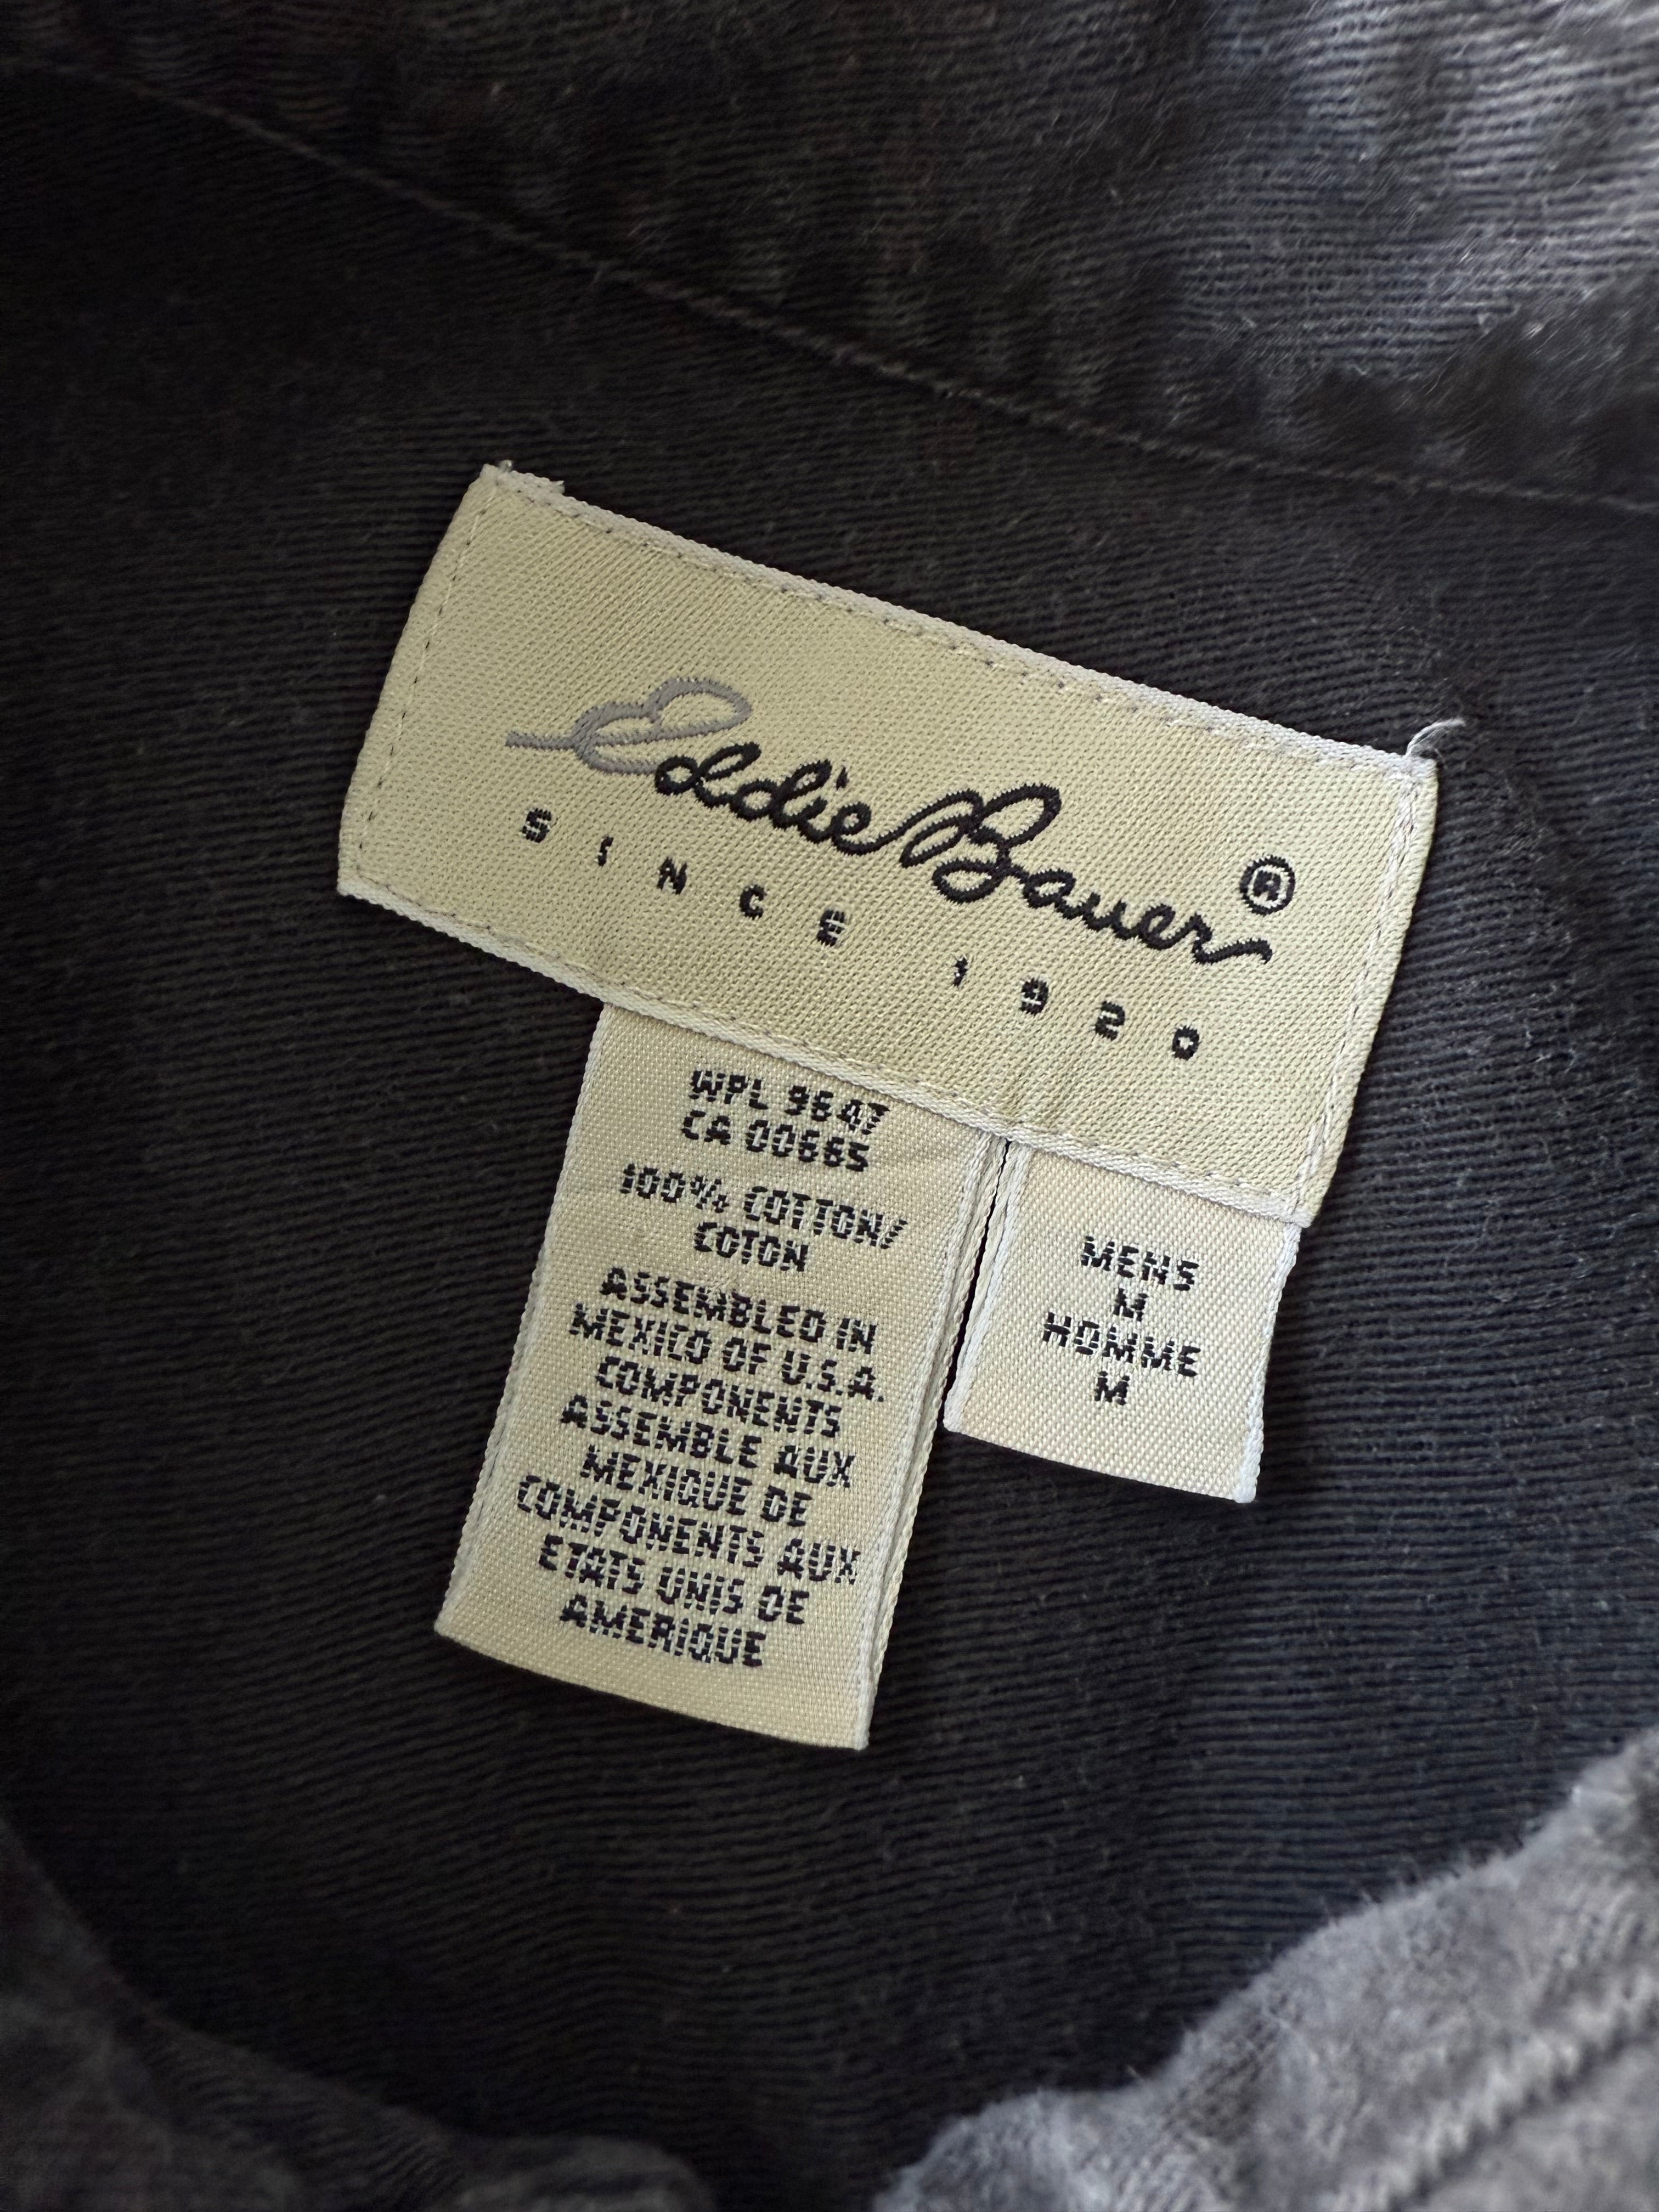 Eddie Bauer®
SINCE 1920
WPL 9647
CA 00665
100% COTTON/
COTON
ASSEMBLED IN
MEXICO OF U.S.A.
COMPONENTS
ASSEMBLE AUX
MEXIQUE DE
COMPONENTS AUX
ETATS UNIS DE
AMERIQUE
MENS
M
HOMME
M